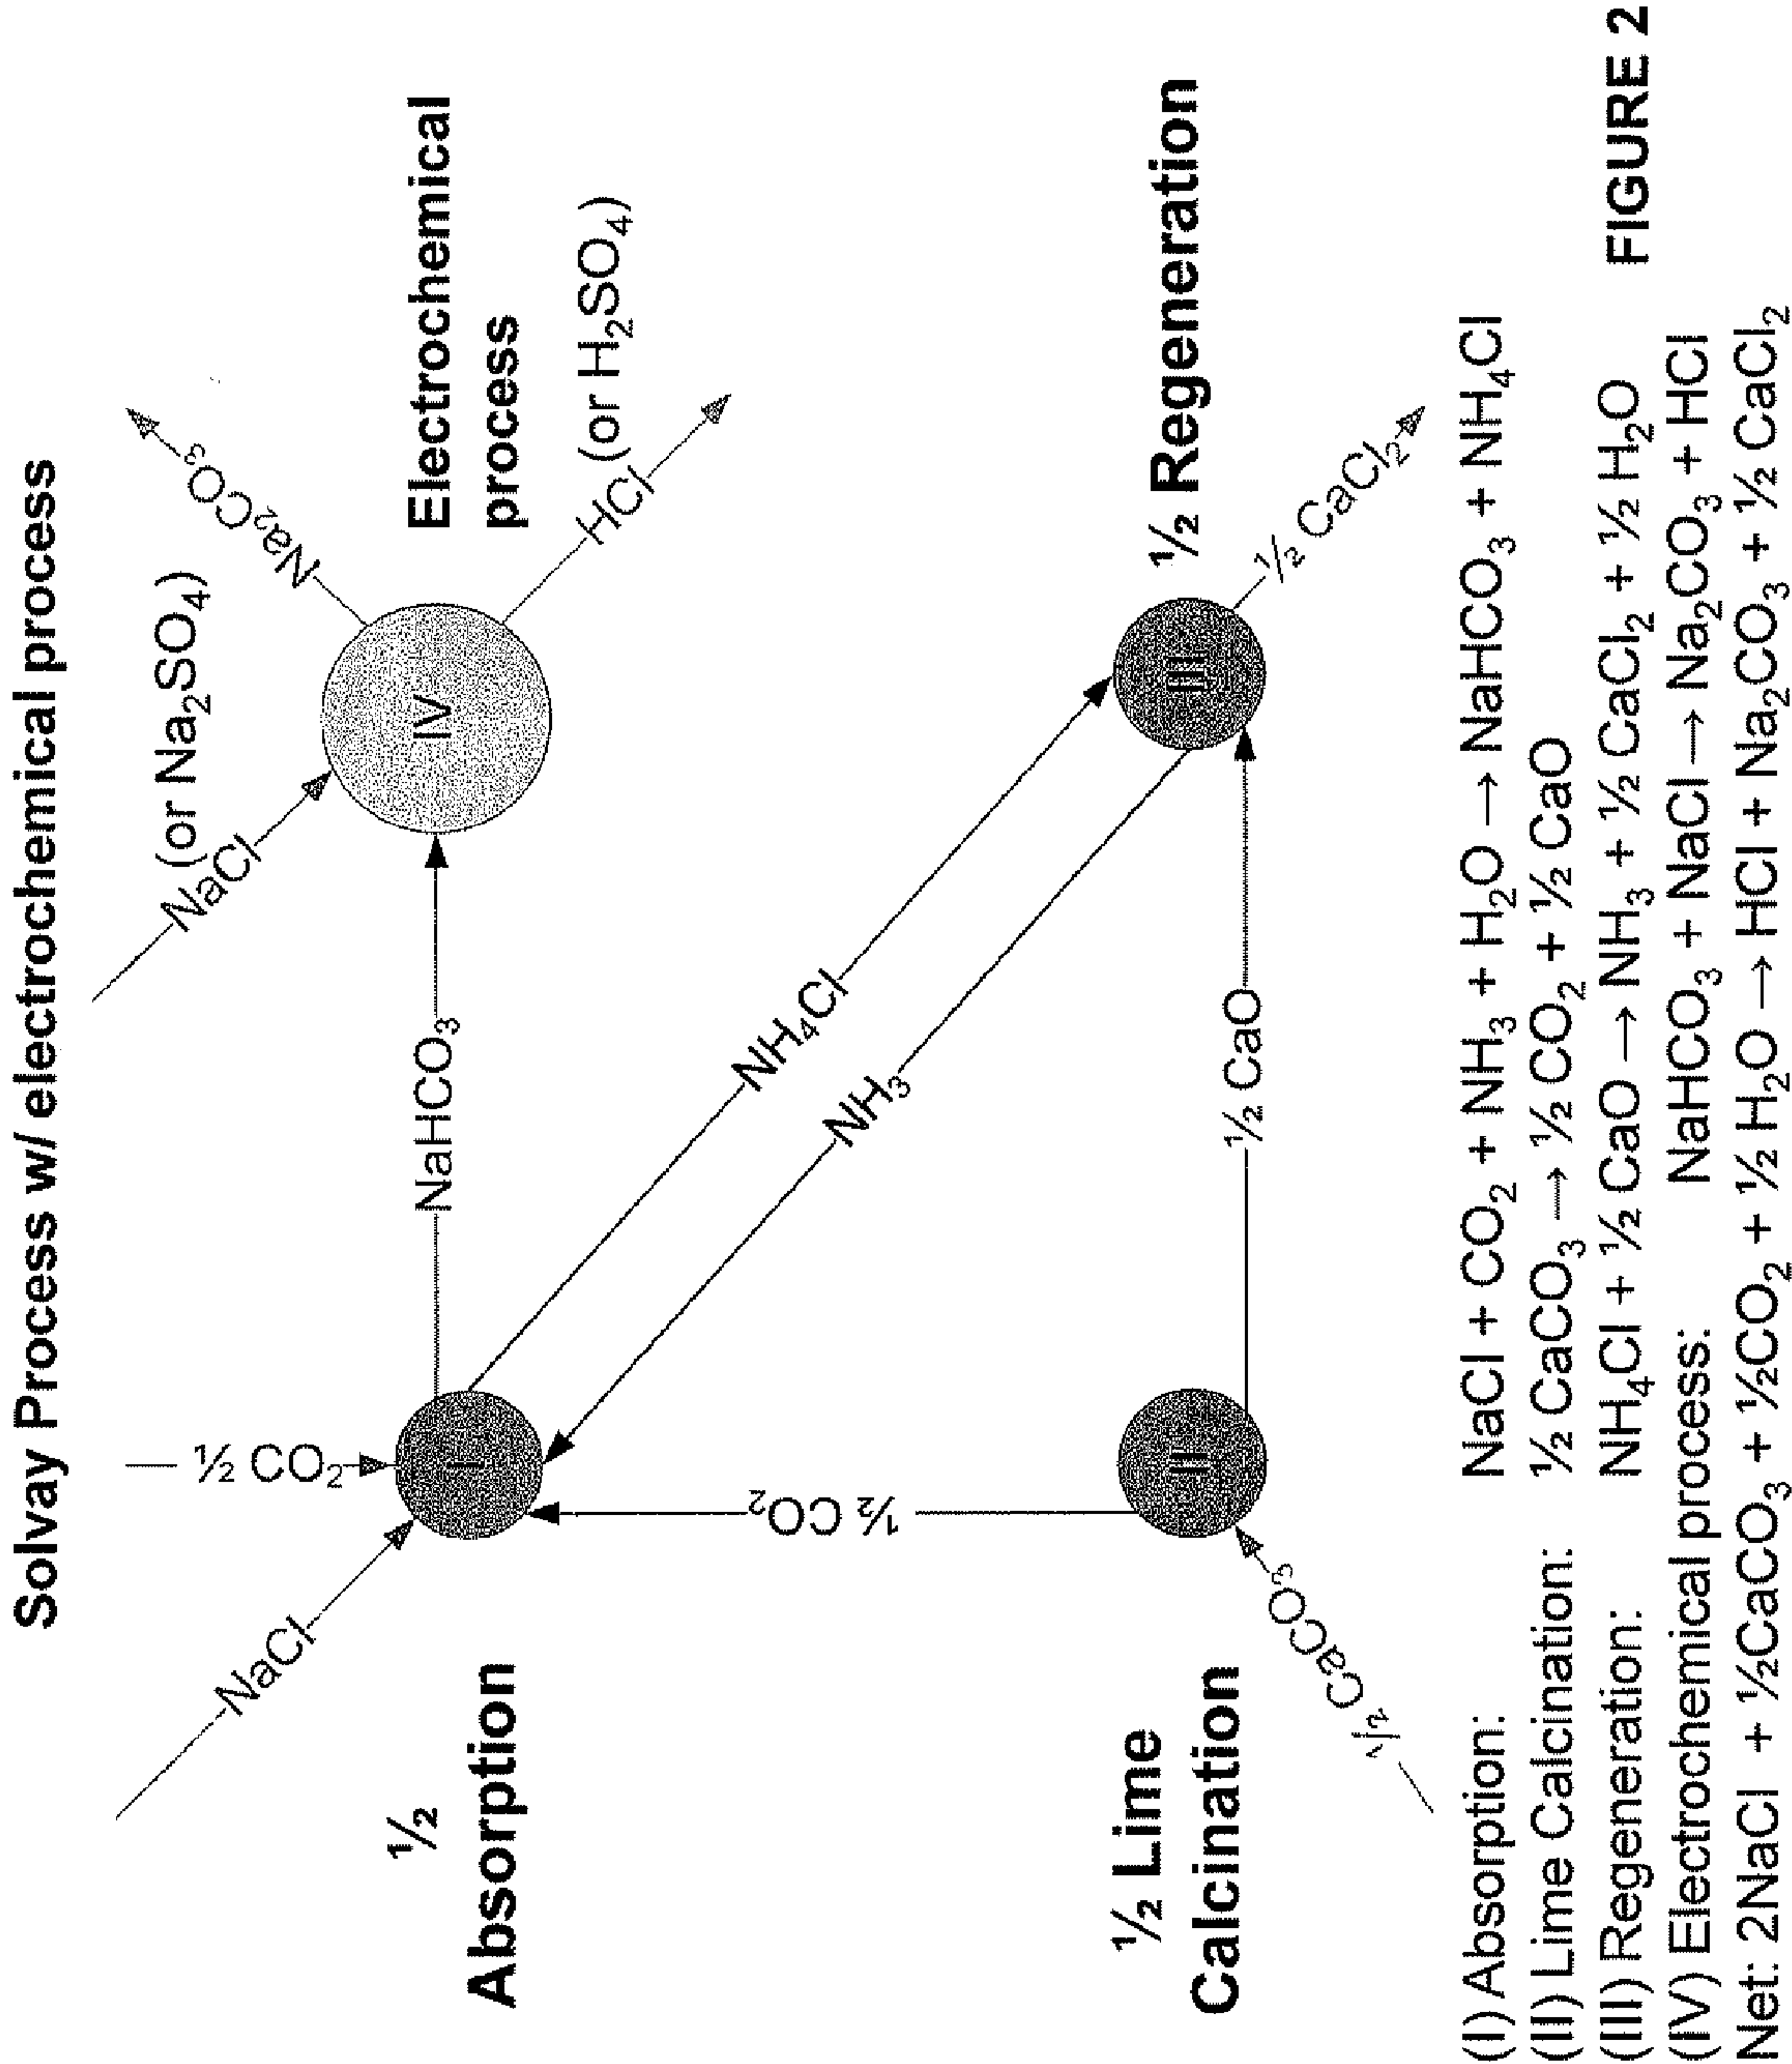 Solvay Process w/ electrochemical process
NaCl
½ CO₂
NaCl
(or Na₂SO₄)
Na₂CO₃
½
Absorption
I
NaHCO₃
IV
Electrochemical
process
HCl
(or H₂SO₄)
½ CO₂
NH₄Cl
NH₃
½ Lime
Calcination
II
½ CaO
III
½ Regeneration
½ CaCO₃
½ CaCl₂
(I) Absorption: NaCl + CO₂ + NH₃ + H₂O → NaHCO₃ + NH₄Cl
(II) Lime Calcination: ½ CaCO₃ → ½ CO₂ + ½ CaO
(III) Regeneration: NH₄Cl + ½ CaO → NH₃ + ½ CaCl₂ + ½ H₂O
(IV) Electrochemical process: NaHCO₃ + NaCl → Na₂CO₃ + HCl
Net: 2NaCl + ½CaCO₃ + ½CO₂ + ½ H₂O → HCl + Na₂CO₃ + ½ CaCl₂
FIGURE 2